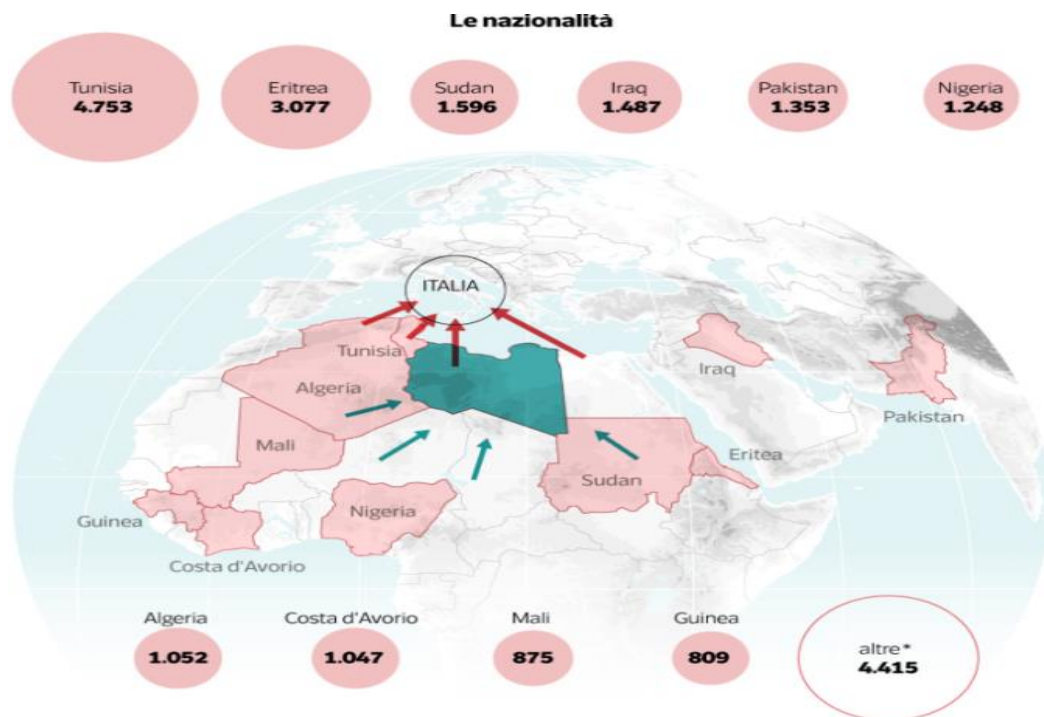 Le nazionalità
Tunisia
4.753
Eritrea
3.077
Sudan
1.596
Iraq
1.487
Pakistan
1.353
Nigeria
1.248
ITALIA
Tunisia
Algeria
Iraq
Pakistan
Mali
Eritea
Sudan
Nigeria
Guinea
Costa d'Avorio
Algeria
1.052
Costa d'Avorio
1.047
Mali
875
Guinea
809
altre*
4.415